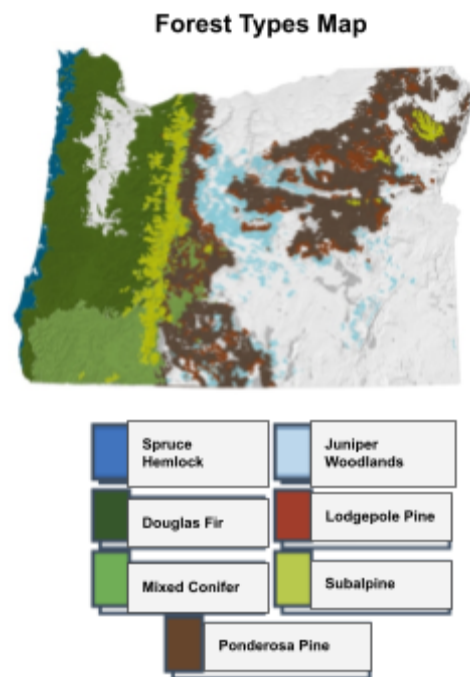 Forest Types Map
Spruce
Hemlock
Juniper
Woodlands
Douglas Fir
Lodgepole Pine
Mixed Conifer
Subalpine
Ponderosa Pine